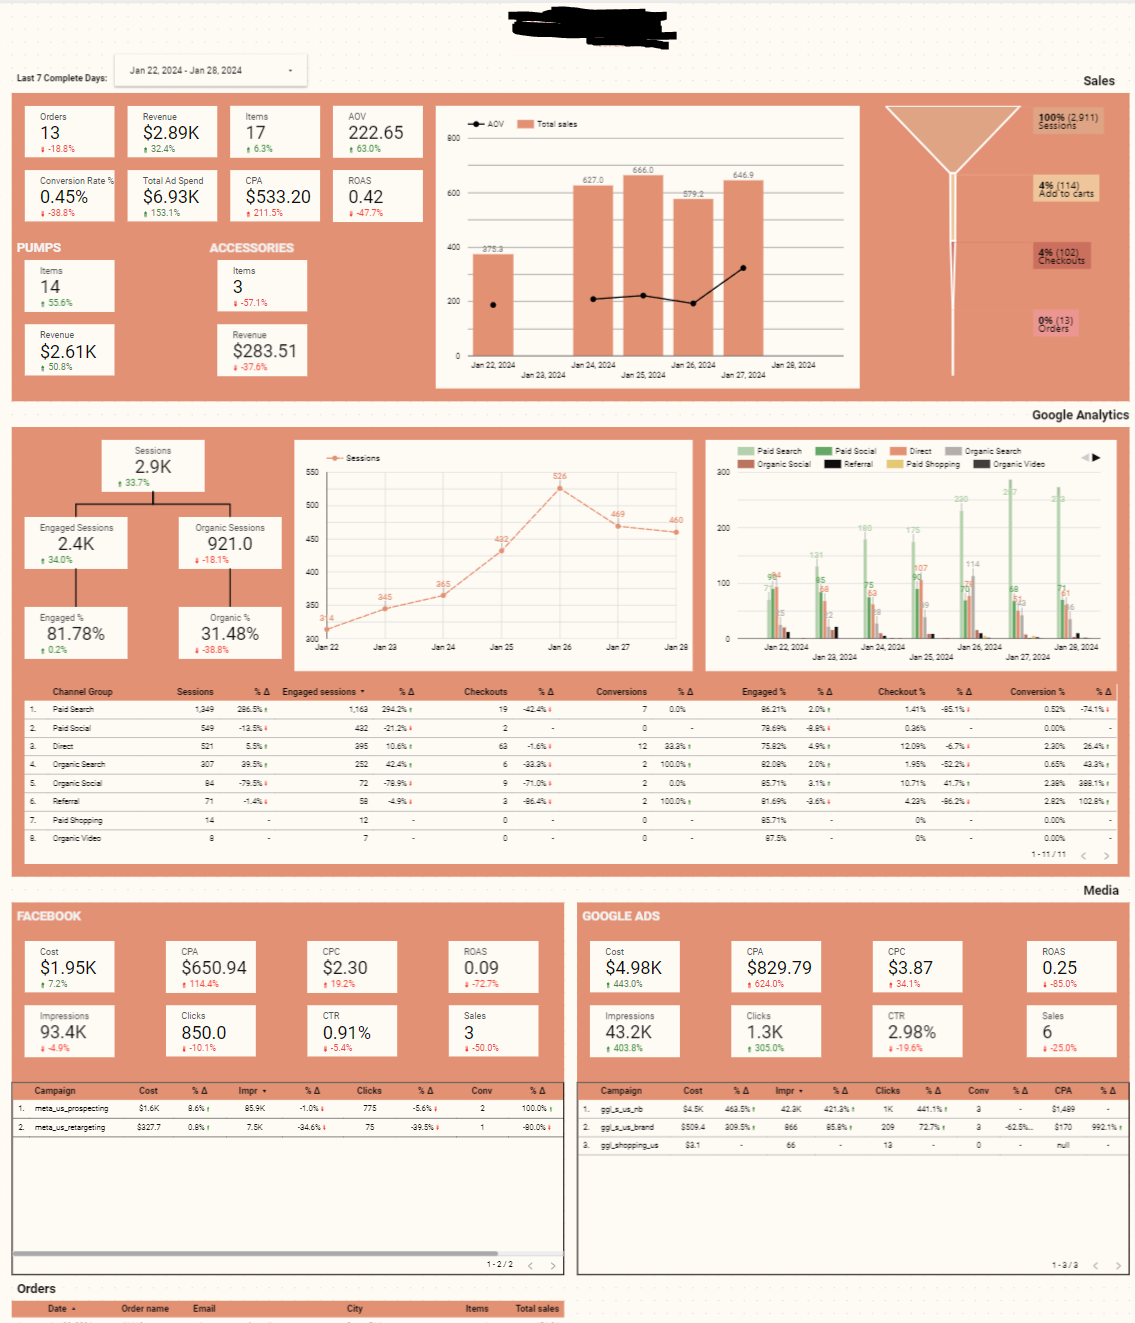 Last 7 Complete Days:
Jan 22, 2024 - Jan 28, 2024
Sales
Orders
13
-18.8%
Revenue
$2.89K
32.4%
Items
17
6.3%
AOV
222.65
63.0%
Conversion Rate %
0.45%
-38.8%
Total Ad Spend
$6.93K
153.1%
CPA
$533.20
211.5%
ROAS
0.42
-47.7%
PUMPS
Items
14
55.6%
Revenue
$2.61K
50.8%
ACCESSORIES
Items
3
-57.1%
Revenue
$283.51
-37.6%
AOV Total sales
800
600
400
200
0
375.3
627.0
666.0
579.2
646.9
Jan 22, 2024
Jan 23, 2024
Jan 24, 2024
Jan 25, 2024
Jan 26, 2024
Jan 27, 2024
Jan 28, 2024
100% (2,911)
Sessions
4% (114)
Add to carts
4% (102)
Checkouts
0% (13)
Orders
Google Analytics
Sessions
2.9K
33.7%
Engaged Sessions
2.4K
34.0%
Organic Sessions
921.0
-18.1%
Engaged %
81.78%
0.2%
Organic %
31.48%
-38.8%
Sessions
550
500
450
400
350
300
345
365
432
526
469
460
Jan 22
Jan 23
Jan 24
Jan 25
Jan 26
Jan 27
Jan 28
Paid Search Paid Social Direct Organic Search
Organic Social Referral Paid Shopping Organic Video
300
200
100
0
131
85
68
180
75
63
175
90
107
230
70
114
68
71
61
Jan 22, 2024
Jan 23, 2024
Jan 24, 2024
Jan 25, 2024
Jan 26, 2024
Jan 27, 2024
Jan 28, 2024
Channel Group Sessions % Δ Engaged sessions % Δ Checkouts % Δ Conversions % Δ Engaged % % Δ Checkout % % Δ Conversion % % Δ
1. Paid Search 1,349 286.5% 1,163 294.2% 19 -42.4% 7 0.0% 86.21% 2.0% 1.41% -85.1% 0.52% -74.1%
2. Paid Social 549 -13.5% 432 -21.2% 2 - 0 - 78.69% -8.8% 0.36% - 0.00% -
3. Direct 521 5.5% 395 10.6% 63 -1.6% 12 33.3% 75.82% 4.9% 12.09% -6.7% 2.30% 26.4%
4. Organic Search 307 39.5% 252 42.4% 6 -33.3% 2 100.0% 82.08% 2.0% 1.95% -52.2% 0.65% 43.3%
5. Organic Social 84 -79.5% 72 -78.9% 9 -71.0% 2 0.0% 85.71% 3.1% 10.71% 41.7% 2.38% 388.1%
6. Referral 71 -1.4% 58 -4.9% 3 -86.4% 2 100.0% 81.69% -3.6% 4.23% -86.2% 2.82% 102.8%
7. Paid Shopping 14 - 12 - 0 - 0 - 85.71% - 0% - 0.00% -
8. Organic Video 8 - 7 - 0 - 0 - 87.5% - 0% - 0.00% -
1 - 11 / 11
Media
FACEBOOK
Cost
$1.95K
7.2%
CPA
$650.94
114.4%
CPC
$2.30
19.2%
ROAS
0.09
-72.7%
Impressions
93.4K
-4.9%
Clicks
850.0
-10.1%
CTR
0.91%
-5.4%
Sales
3
-50.0%
Campaign Cost % Δ Impr % Δ Clicks % Δ Conv % Δ
1. meta_us_prospecting $1.6K 8.6% 85.9K -1.0% 775 -5.6% 2 100.0%
2. meta_us_retargeting $327.7 0.8% 7.5K -34.6% 75 -39.5% 1 -80.0%
1 - 2 / 2
GOOGLE ADS
Cost
$4.98K
443.0%
CPA
$829.79
624.0%
CPC
$3.87
34.1%
ROAS
0.25
-85.0%
Impressions
43.2K
403.8%
Clicks
1.3K
305.0%
CTR
2.98%
-19.6%
Sales
6
-25.0%
Campaign Cost % Δ Impr % Δ Clicks % Δ Conv % Δ CPA % Δ
1. ggl_s_us_nb $4.5K 463.5% 42.3K 421.3% 1K 441.1% 3 - $1,489 -
2. ggl_s_us_brand $509.4 309.5% 866 85.8% 209 72.7% 3 -62.5%... $170 992.1%
3. ggl_shopping_us $3.1 - 66 - 13 - 0 - null -
1 - 3 / 3
Orders
Date Order name Email City Items Total sales